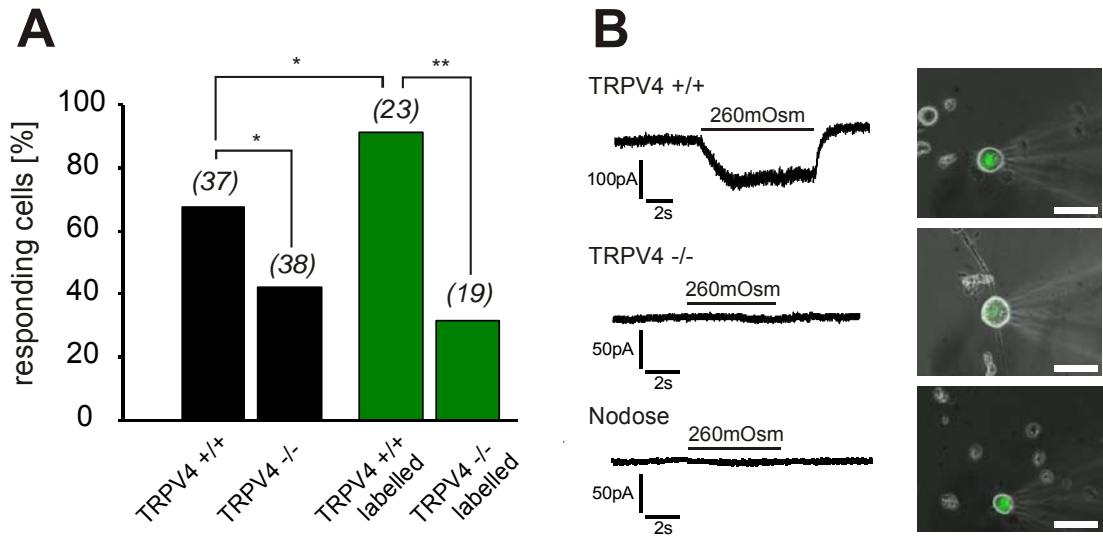 A
responding cells [%]
100
80
60
40
20
0
*
*
**
(37)
(38)
(23)
(19)
TRPV4 +/+
TRPV4 -/-
TRPV4 +/+
labelled
TRPV4 -/-
labelled
B
TRPV4 +/+
260mOsm
100pA
2s
TRPV4 -/-
260mOsm
50pA
2s
Nodose
260mOsm
50pA
2s